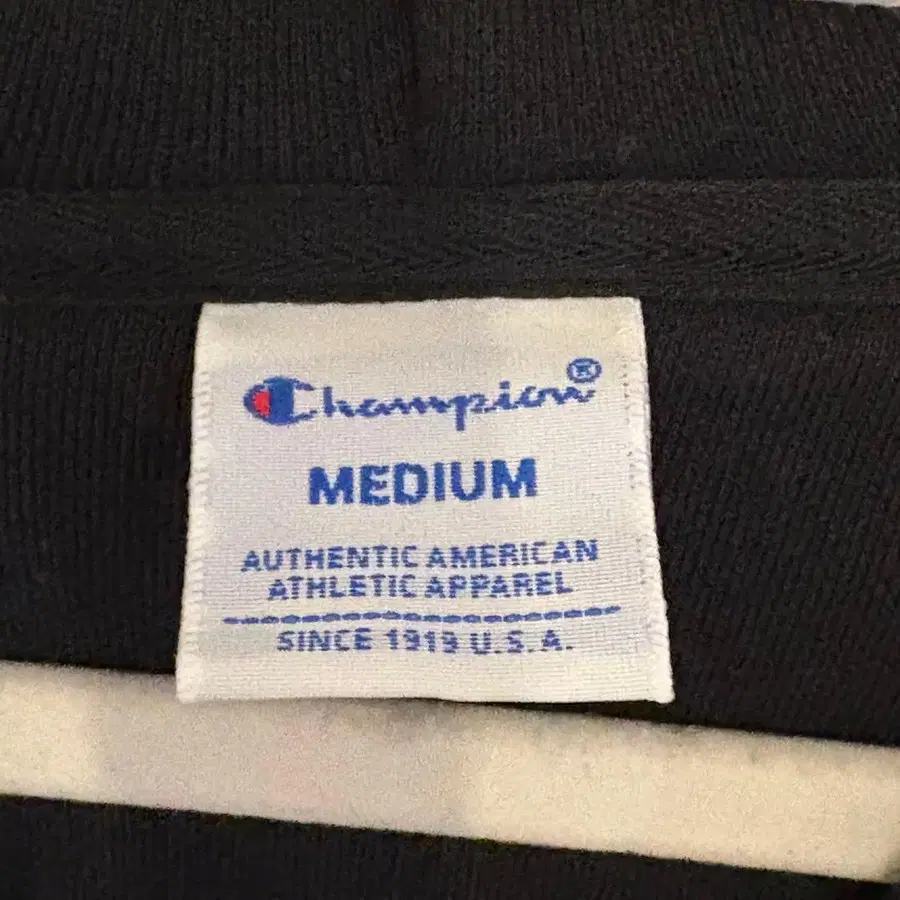 Champion®
MEDIUM
AUTHENTIC AMERICAN
ATHLETIC APPAREL
SINCE 1919 U.S.A.